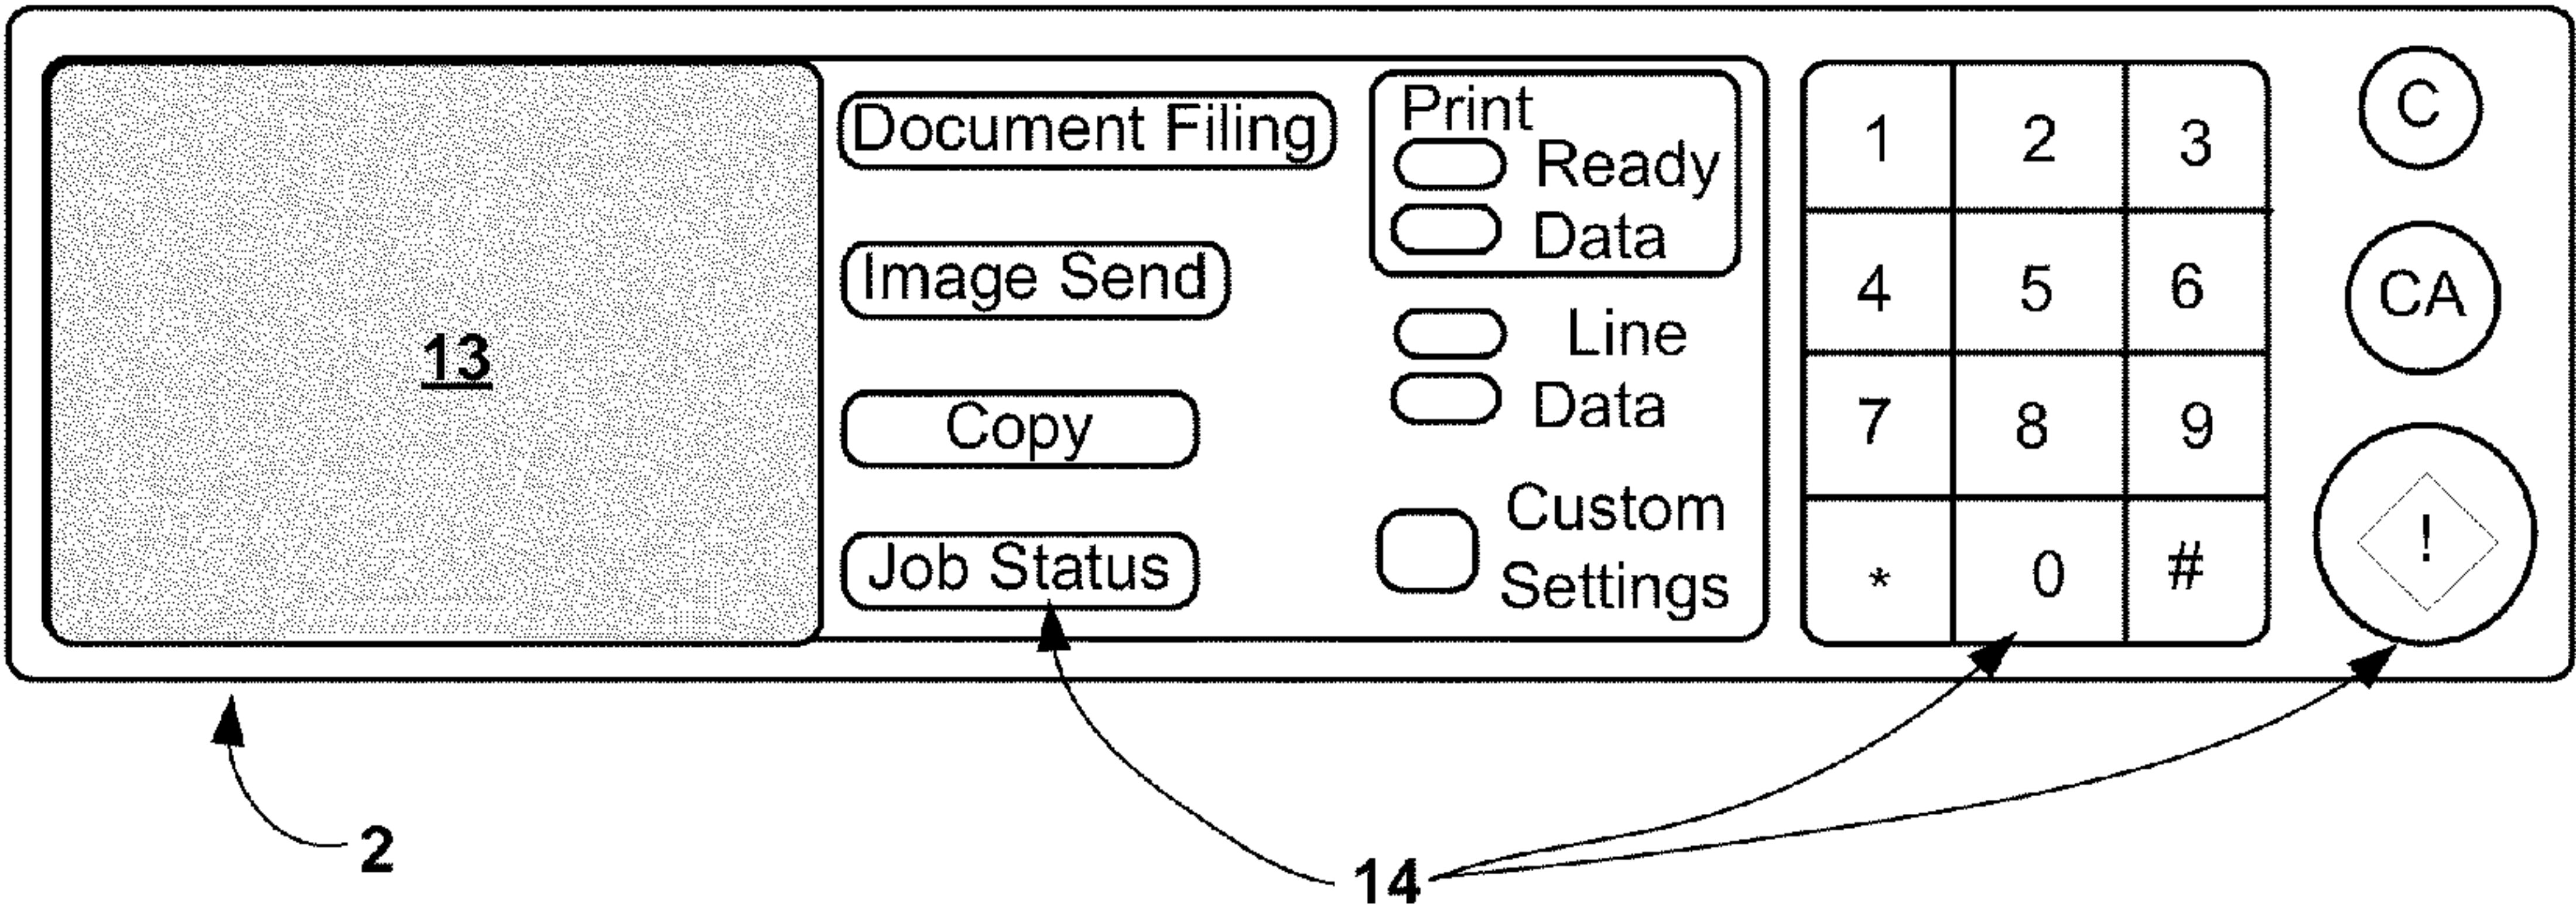 13
Document Filing
Image Send
Copy
Job Status
Print
Ready
Data
Line
Data
Custom
Settings
1 2 3
4 5 6
7 8 9
* 0 #
C
CA
!
2
14